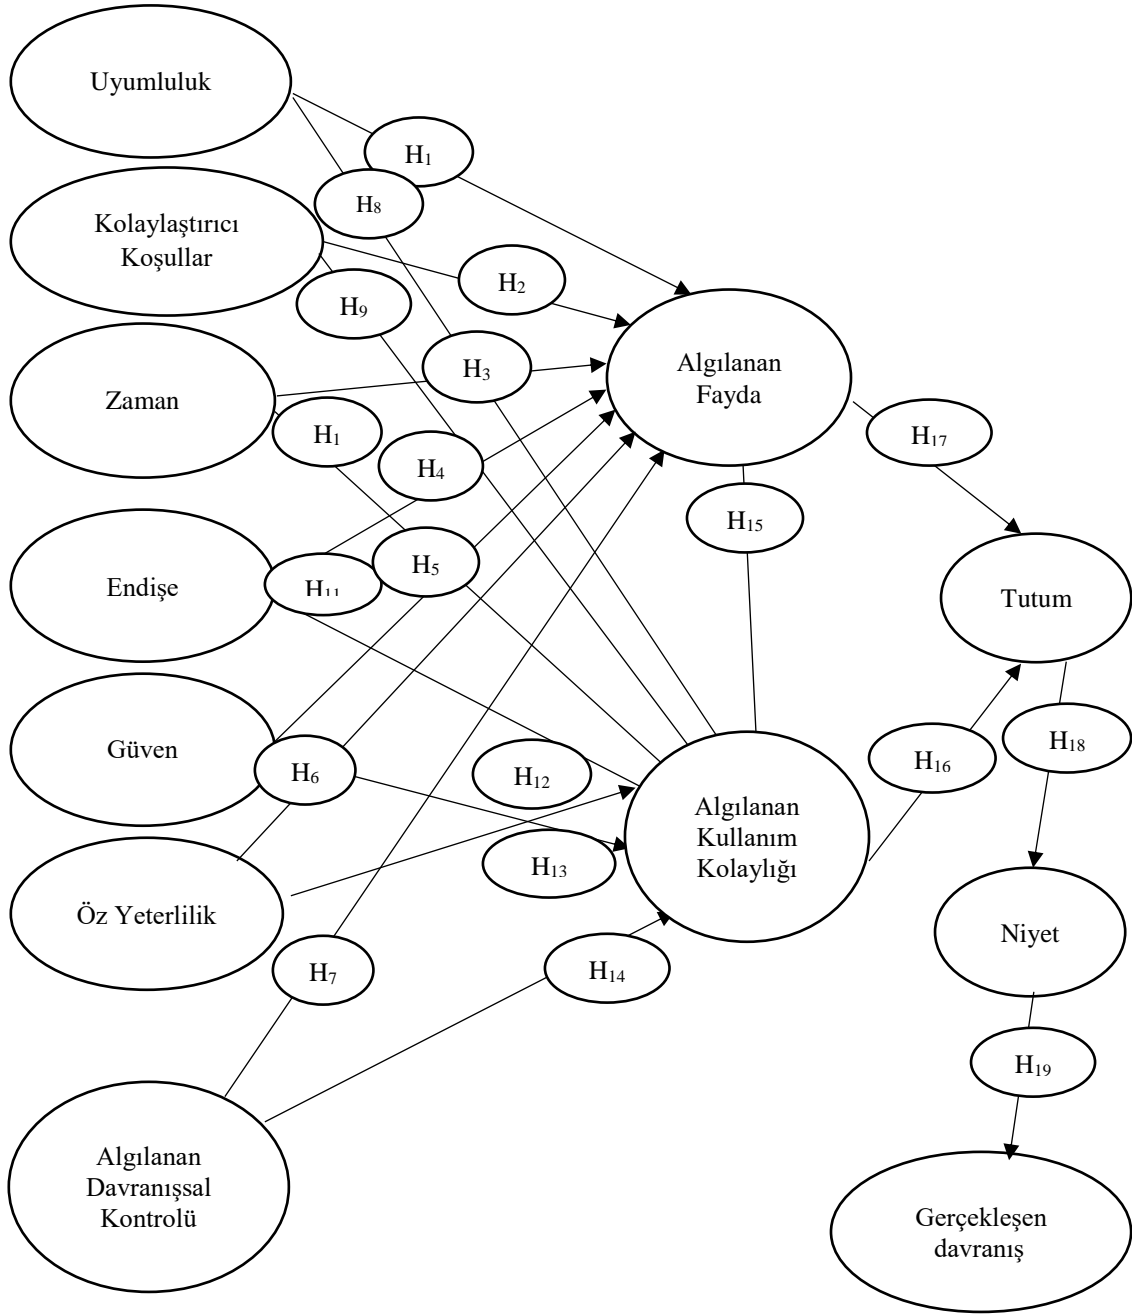 Uyumluluk
H1
H8
Kolaylaştırıcı
Koşullar
H2
H9
H3
Algılanan
Fayda
Zaman
H1
H4
H17
H15
H5
H11
Endişe
Tutum
Güven
H6
H12
H18
H16
Algılanan
Kullanım
Kolaylığı
H13
Öz Yeterlilik
Niyet
H7
H14
H19
Algılanan
Davranışsal
Kontrolü
Gerçekleşen
davranış